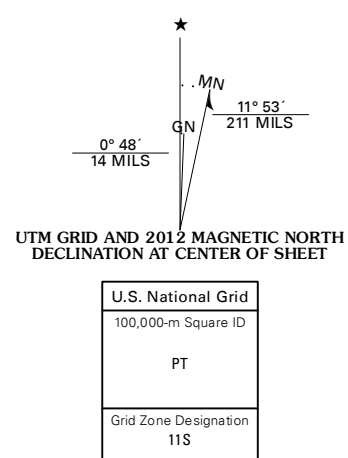 ★
MN
11° 53´
211 MILS
GN
0° 48´
14 MILS
UTM GRID AND 2012 MAGNETIC NORTH
DECLINATION AT CENTER OF SHEET
U.S. National Grid
100,000-m Square ID
PT
Grid Zone Designation
11S